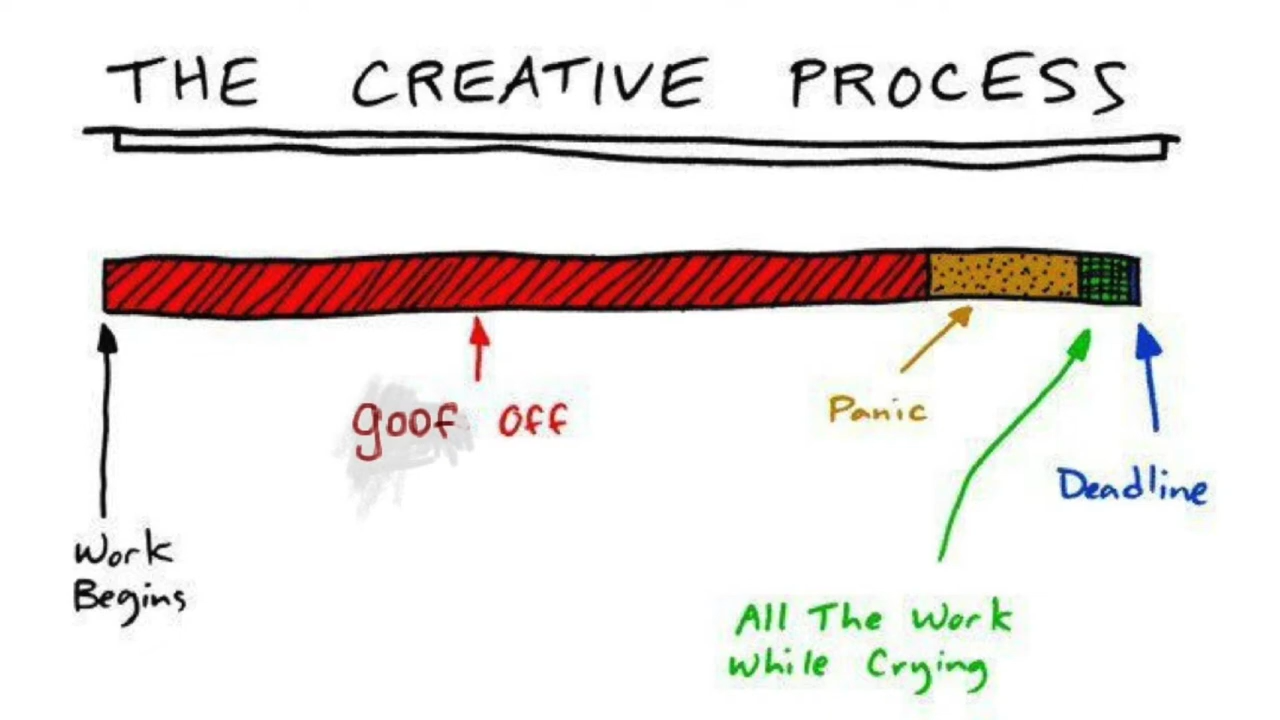 THE CREATIVE PROCESS
goof off
Panic
Deadline
Work
Begins
All The Work
While Crying